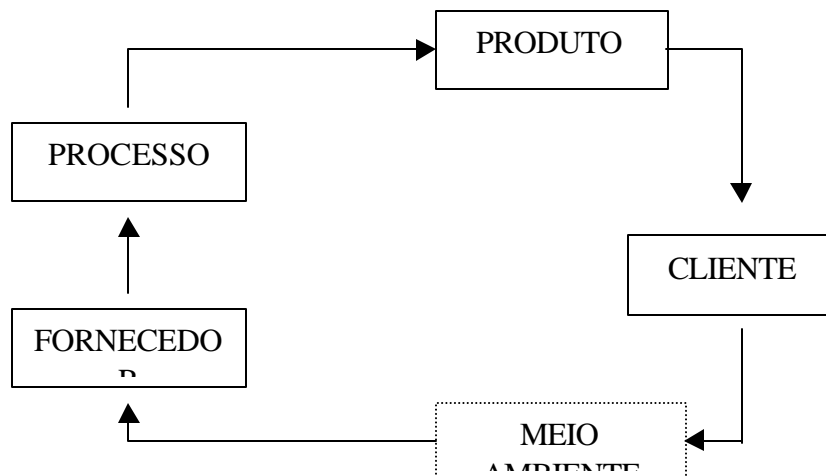 PRODUTO
PROCESSO
CLIENTE
FORNECEDO
R
MEIO
AMBIENTE